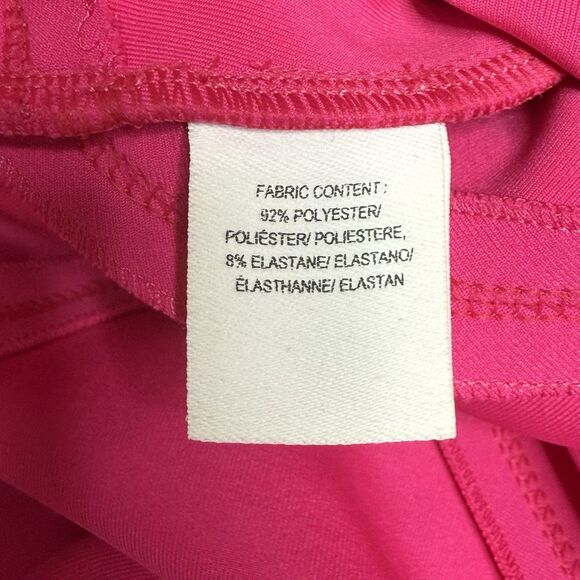 FABRIC CONTENT :
92% POLYESTER/
POLIÉSTER/ POLIESTERE,
8% ELASTANE/ ELASTANO/
ÉLASTHANNE/ ELASTAN